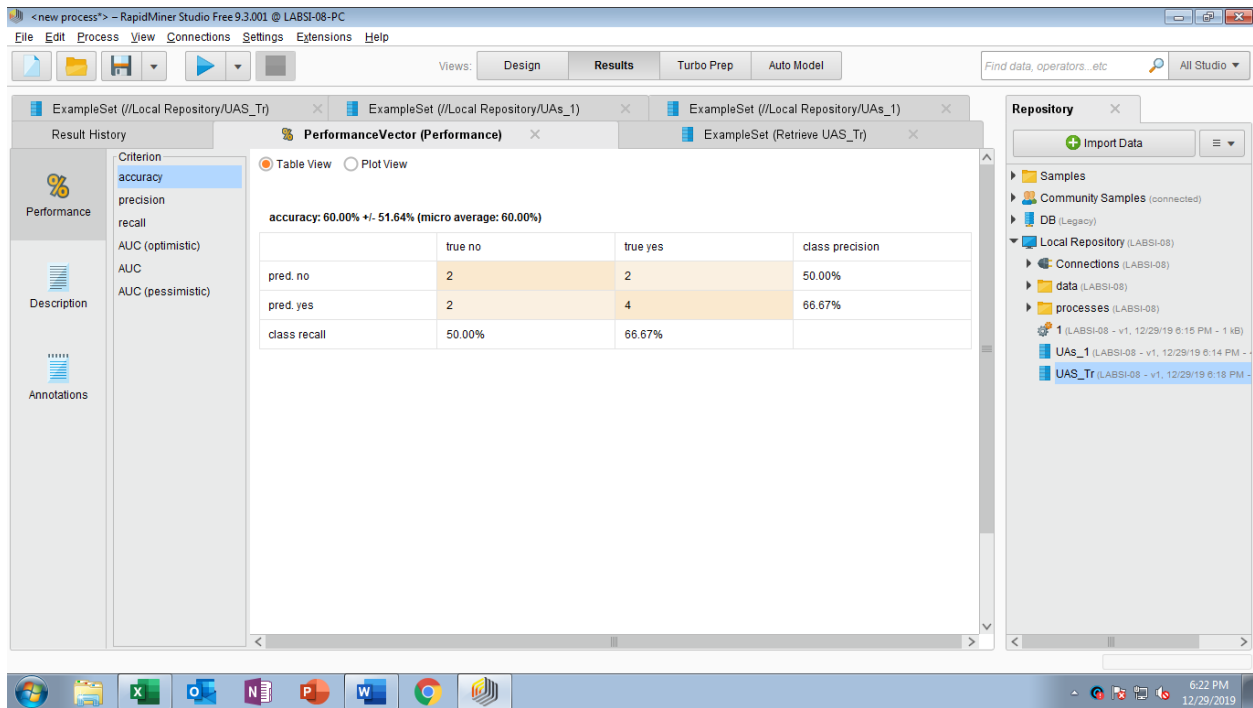 <new process*> – RapidMiner Studio Free 9.3.001 @ LABSI-08-PC
File Edit Process View Connections Settings Extensions Help
Views: Design Results Turbo Prep Auto Model Find data, operators...etc All Studio
ExampleSet (///Local Repository/UAS_Tr) ExampleSet (///Local Repository/UAs_1) ExampleSet (///Local Repository/UAs_1)
Result History % PerformanceVector (Performance) ExampleSet (Retrieve UAS_Tr)
Repository
Import Data
Samples
Community Samples (connected)
DB (Legacy)
Local Repository (LABSI-08)
Connections (LABSI-08)
data (LABSI-08)
processes (LABSI-08)
1 (LABSI-08 - v1, 12/29/19 6:15 PM - 1 kB)
UAs_1 (LABSI-08 - v1, 12/29/19 6:14 PM -
UAS_Tr (LABSI-08 - v1, 12/29/19 6:18 PM -
%
Performance
Description
Annotations
Criterion
accuracy
precision
recall
AUC (optimistic)
AUC
AUC (pessimistic)
Table View Plot View
accuracy: 60.00% +/- 51.64% (micro average: 60.00%)
true no true yes class precision
pred. no 2 2 50.00%
pred. yes 2 4 66.67%
class recall 50.00% 66.67%
6:22 PM
12/29/2019